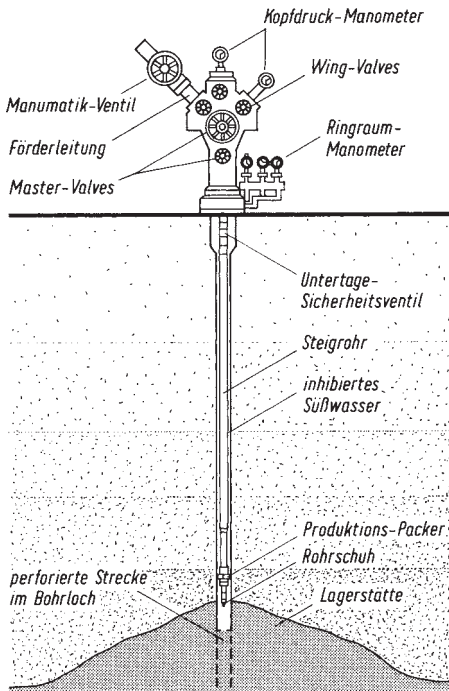 Kopfdruck-Manometer
Wing-Valves
Manumatik-Ventil
Förderleitung
Ringraum-
Manometer
Master-Valves
Untertage-
Sicherheitsventil
Steigrohr
inhibiertes
Süßwasser
Produktions-Packer
Rohrschuh
perforierte Strecke
im Bohrloch
Lagerstätte